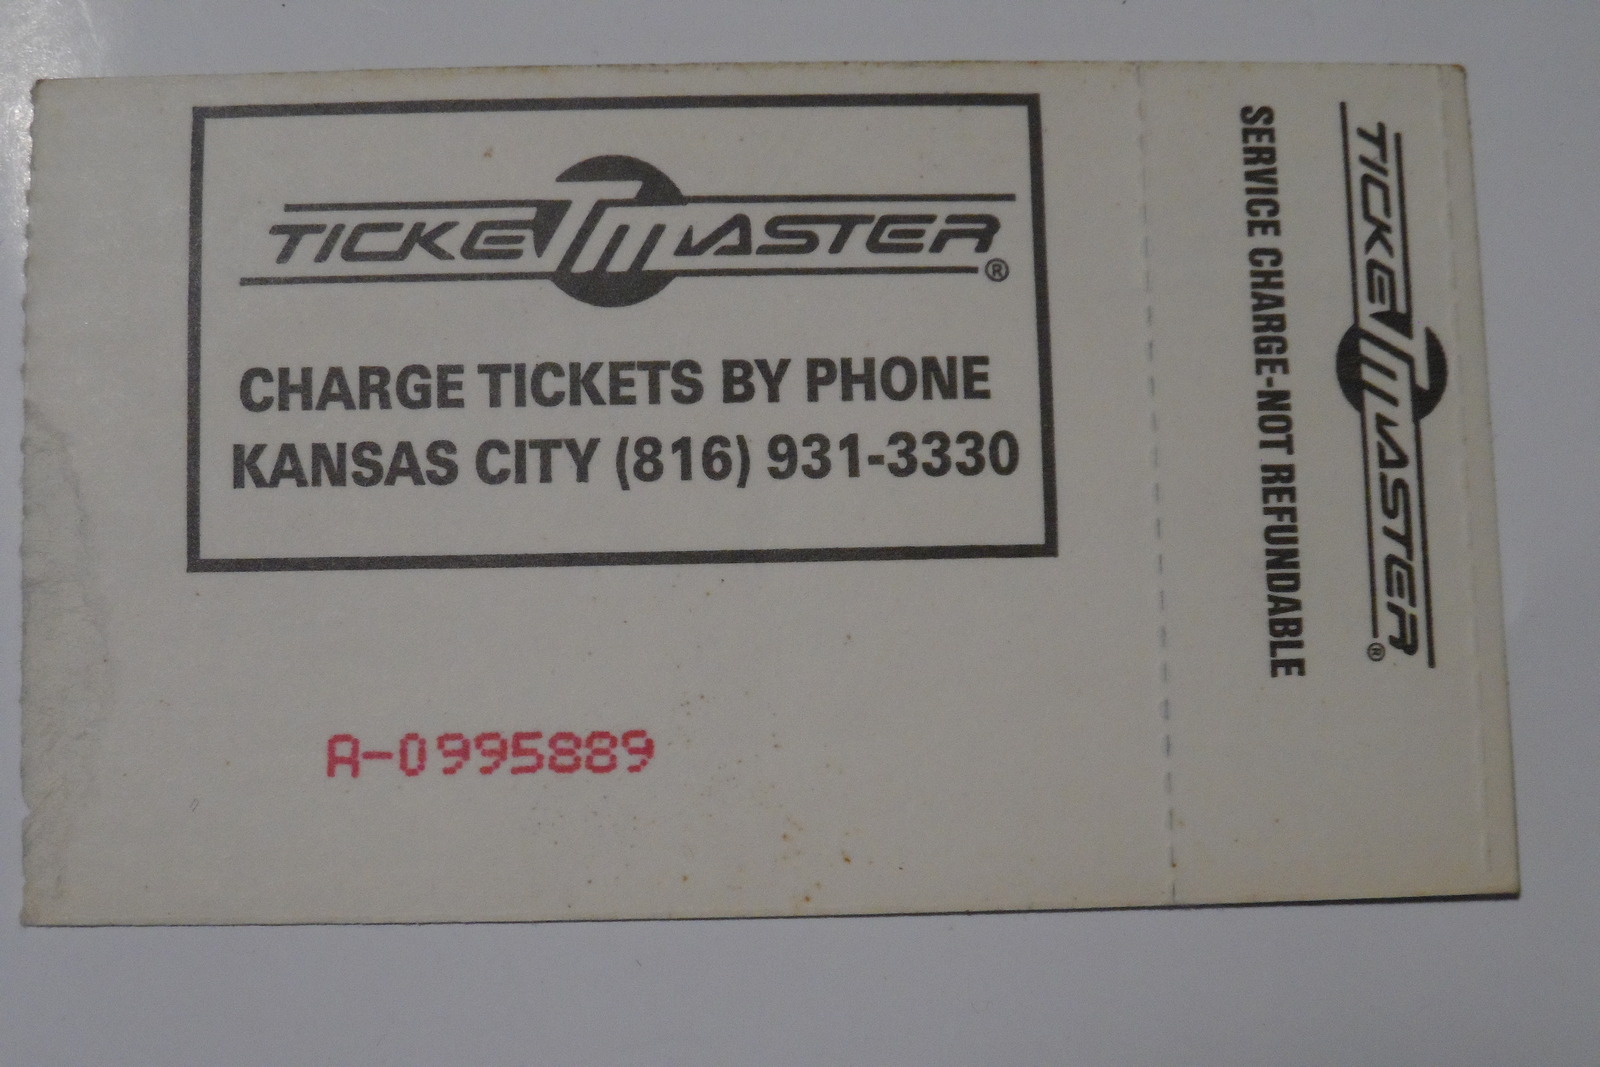 TICKETMASTER®
CHARGE TICKETS BY PHONE
KANSAS CITY (816) 931-3330
A-0995889
TICKETMASTER®
SERVICE CHARGE-NOT REFUNDABLE